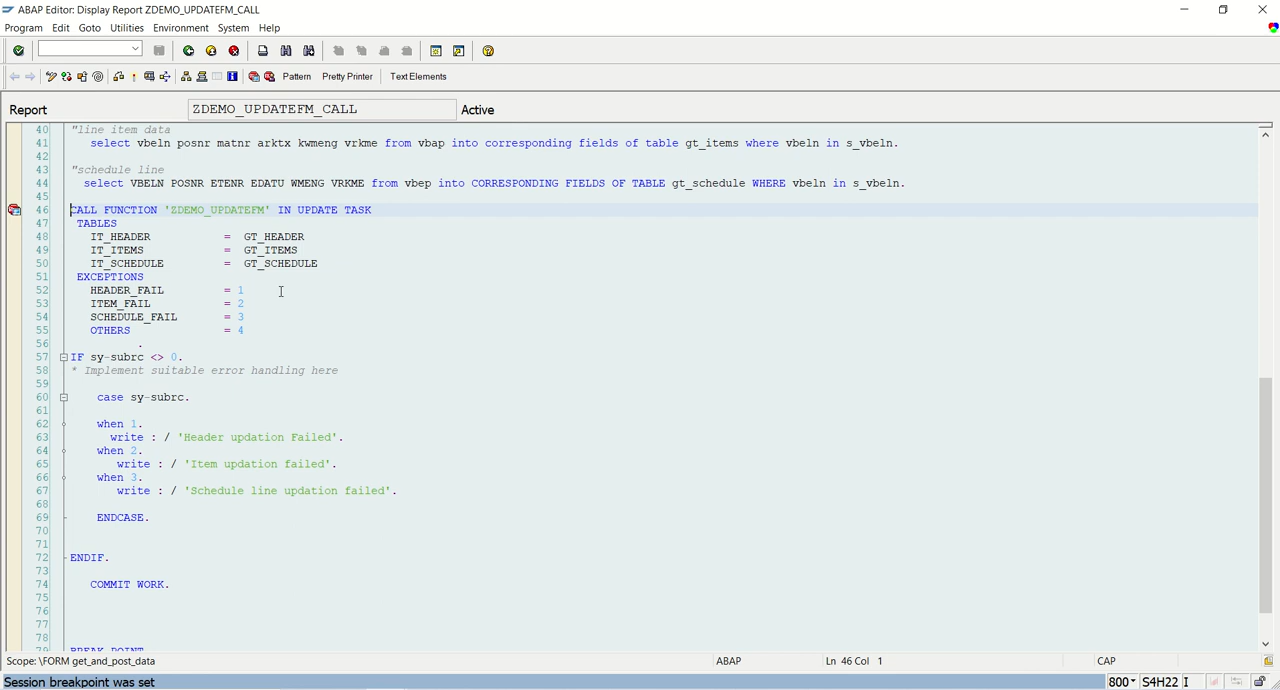 ABAP Editor: Display Report ZDEMO_UPDATEFM_CALL
Program Edit Goto Utilities Environment System Help
Pattern Pretty Printer Text Elements
Report ZDEMO_UPDATEFM_CALL Active
40 "line item data
41 select vbeln posnr matnr arktx kwmeng vrkme from vbap into corresponding fields of table gt_items where vbeln in s_vbeln.
42
43 "schedule line
44 select VBELN POSNR ETENR EDATU WMENG VRKME from vbep into CORRESPONDING FIELDS OF TABLE gt_schedule WHERE vbeln in s_vbeln.
45
46 CALL FUNCTION 'ZDEMO_UPDATEFM' IN UPDATE TASK
47 TABLES
48 IT_HEADER = GT_HEADER
49 IT_ITEMS = GT_ITEMS
50 IT_SCHEDULE = GT_SCHEDULE
51 EXCEPTIONS
52 HEADER_FAIL = 1
53 ITEM_FAIL = 2
54 SCHEDULE_FAIL = 3
55 OTHERS = 4
56 .
57 IF sy-subrc <> 0.
58 * Implement suitable error handling here
59
60 case sy-subrc.
61
62 when 1.
63 write : / 'Header updation Failed'.
64 when 2.
65 write : / 'Item updation failed'.
66 when 3.
67 write : / 'Schedule line updation failed'.
68
69 ENDCASE.
70
71
72 ENDIF.
73
74 COMMIT WORK.
75
76
77
78
79 BREAK-POINT
Scope: \FORM get_and_post_data ABAP Ln 46 Col 1 CAP
Session breakpoint was set 800 S4H22 I